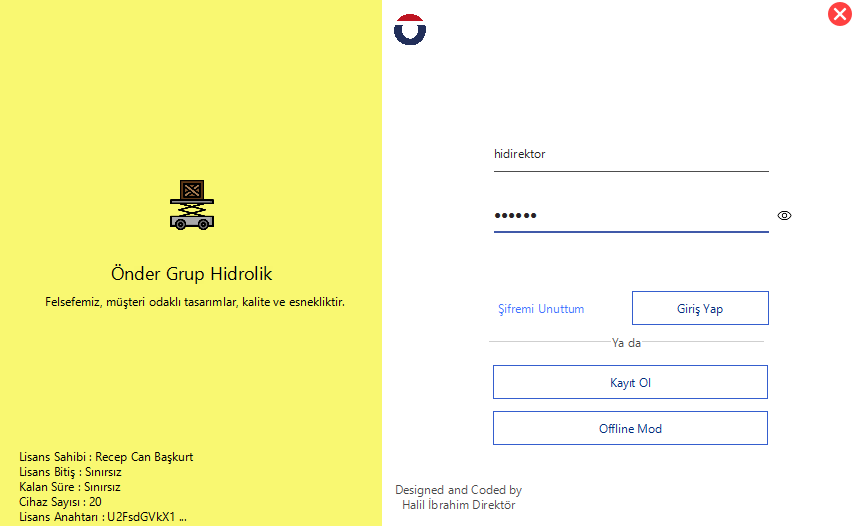 Önder Grup Hidrolik
Felsefemiz, müşteri odaklı tasarımlar, kalite ve esnekliktir.
Lisans Sahibi : Recep Can Başkurt
Lisans Bitiş : Sınırsız
Kalan Süre : Sınırsız
Cihaz Sayısı : 20
Lisans Anahtarı : U2FsdGVkX1 ...
hidirektor
••••••
Şifremi Unuttum
Giriş Yap
Ya da
Kayıt Ol
Offline Mod
Designed and Coded by
Halil İbrahim Direktör